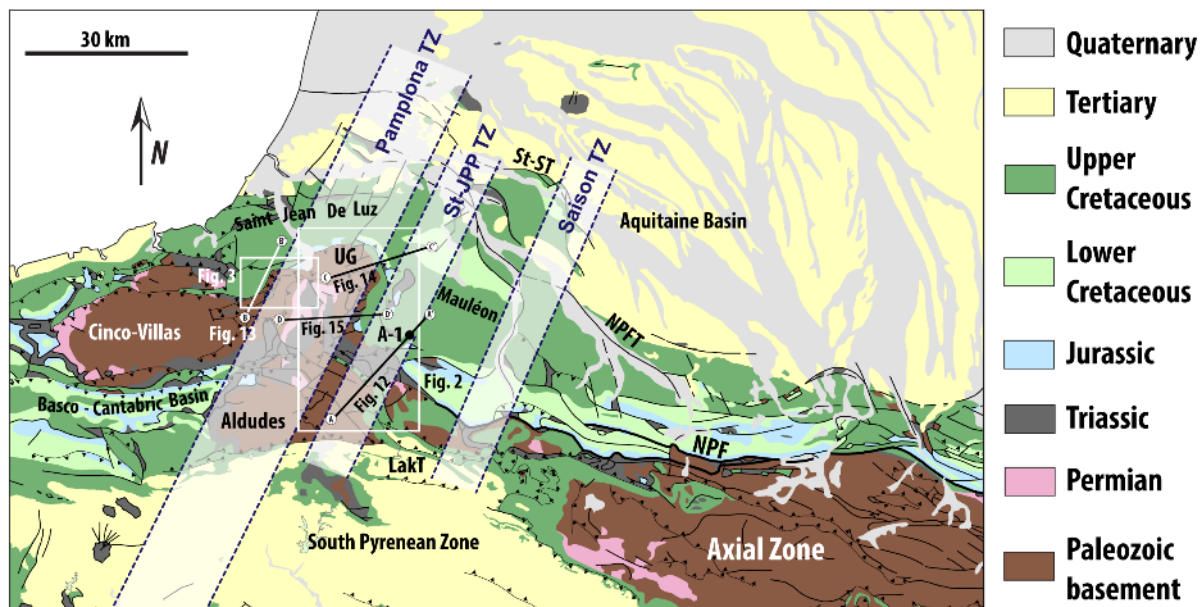 30 km
N
Pamplona TZ
St-JPP TZ
Saison TZ
St-ST
Saint Jean De Luz
Aquitaine Basin
B'
UG
C'
C
Fig. 3
Fig. 14
Mauléon
B
D
D'
A'
Cinco-Villas
Fig. 13
Fig. 15
A-1
NPFT
Fig. 2
Fig. 12
Basco - Cantabric Basin
Aldudes
A
NPF
LakT
South Pyrenean Zone
Axial Zone
Quaternary
Tertiary
Upper
Cretaceous
Lower
Cretaceous
Jurassic
Triassic
Permian
Paleozoic
basement